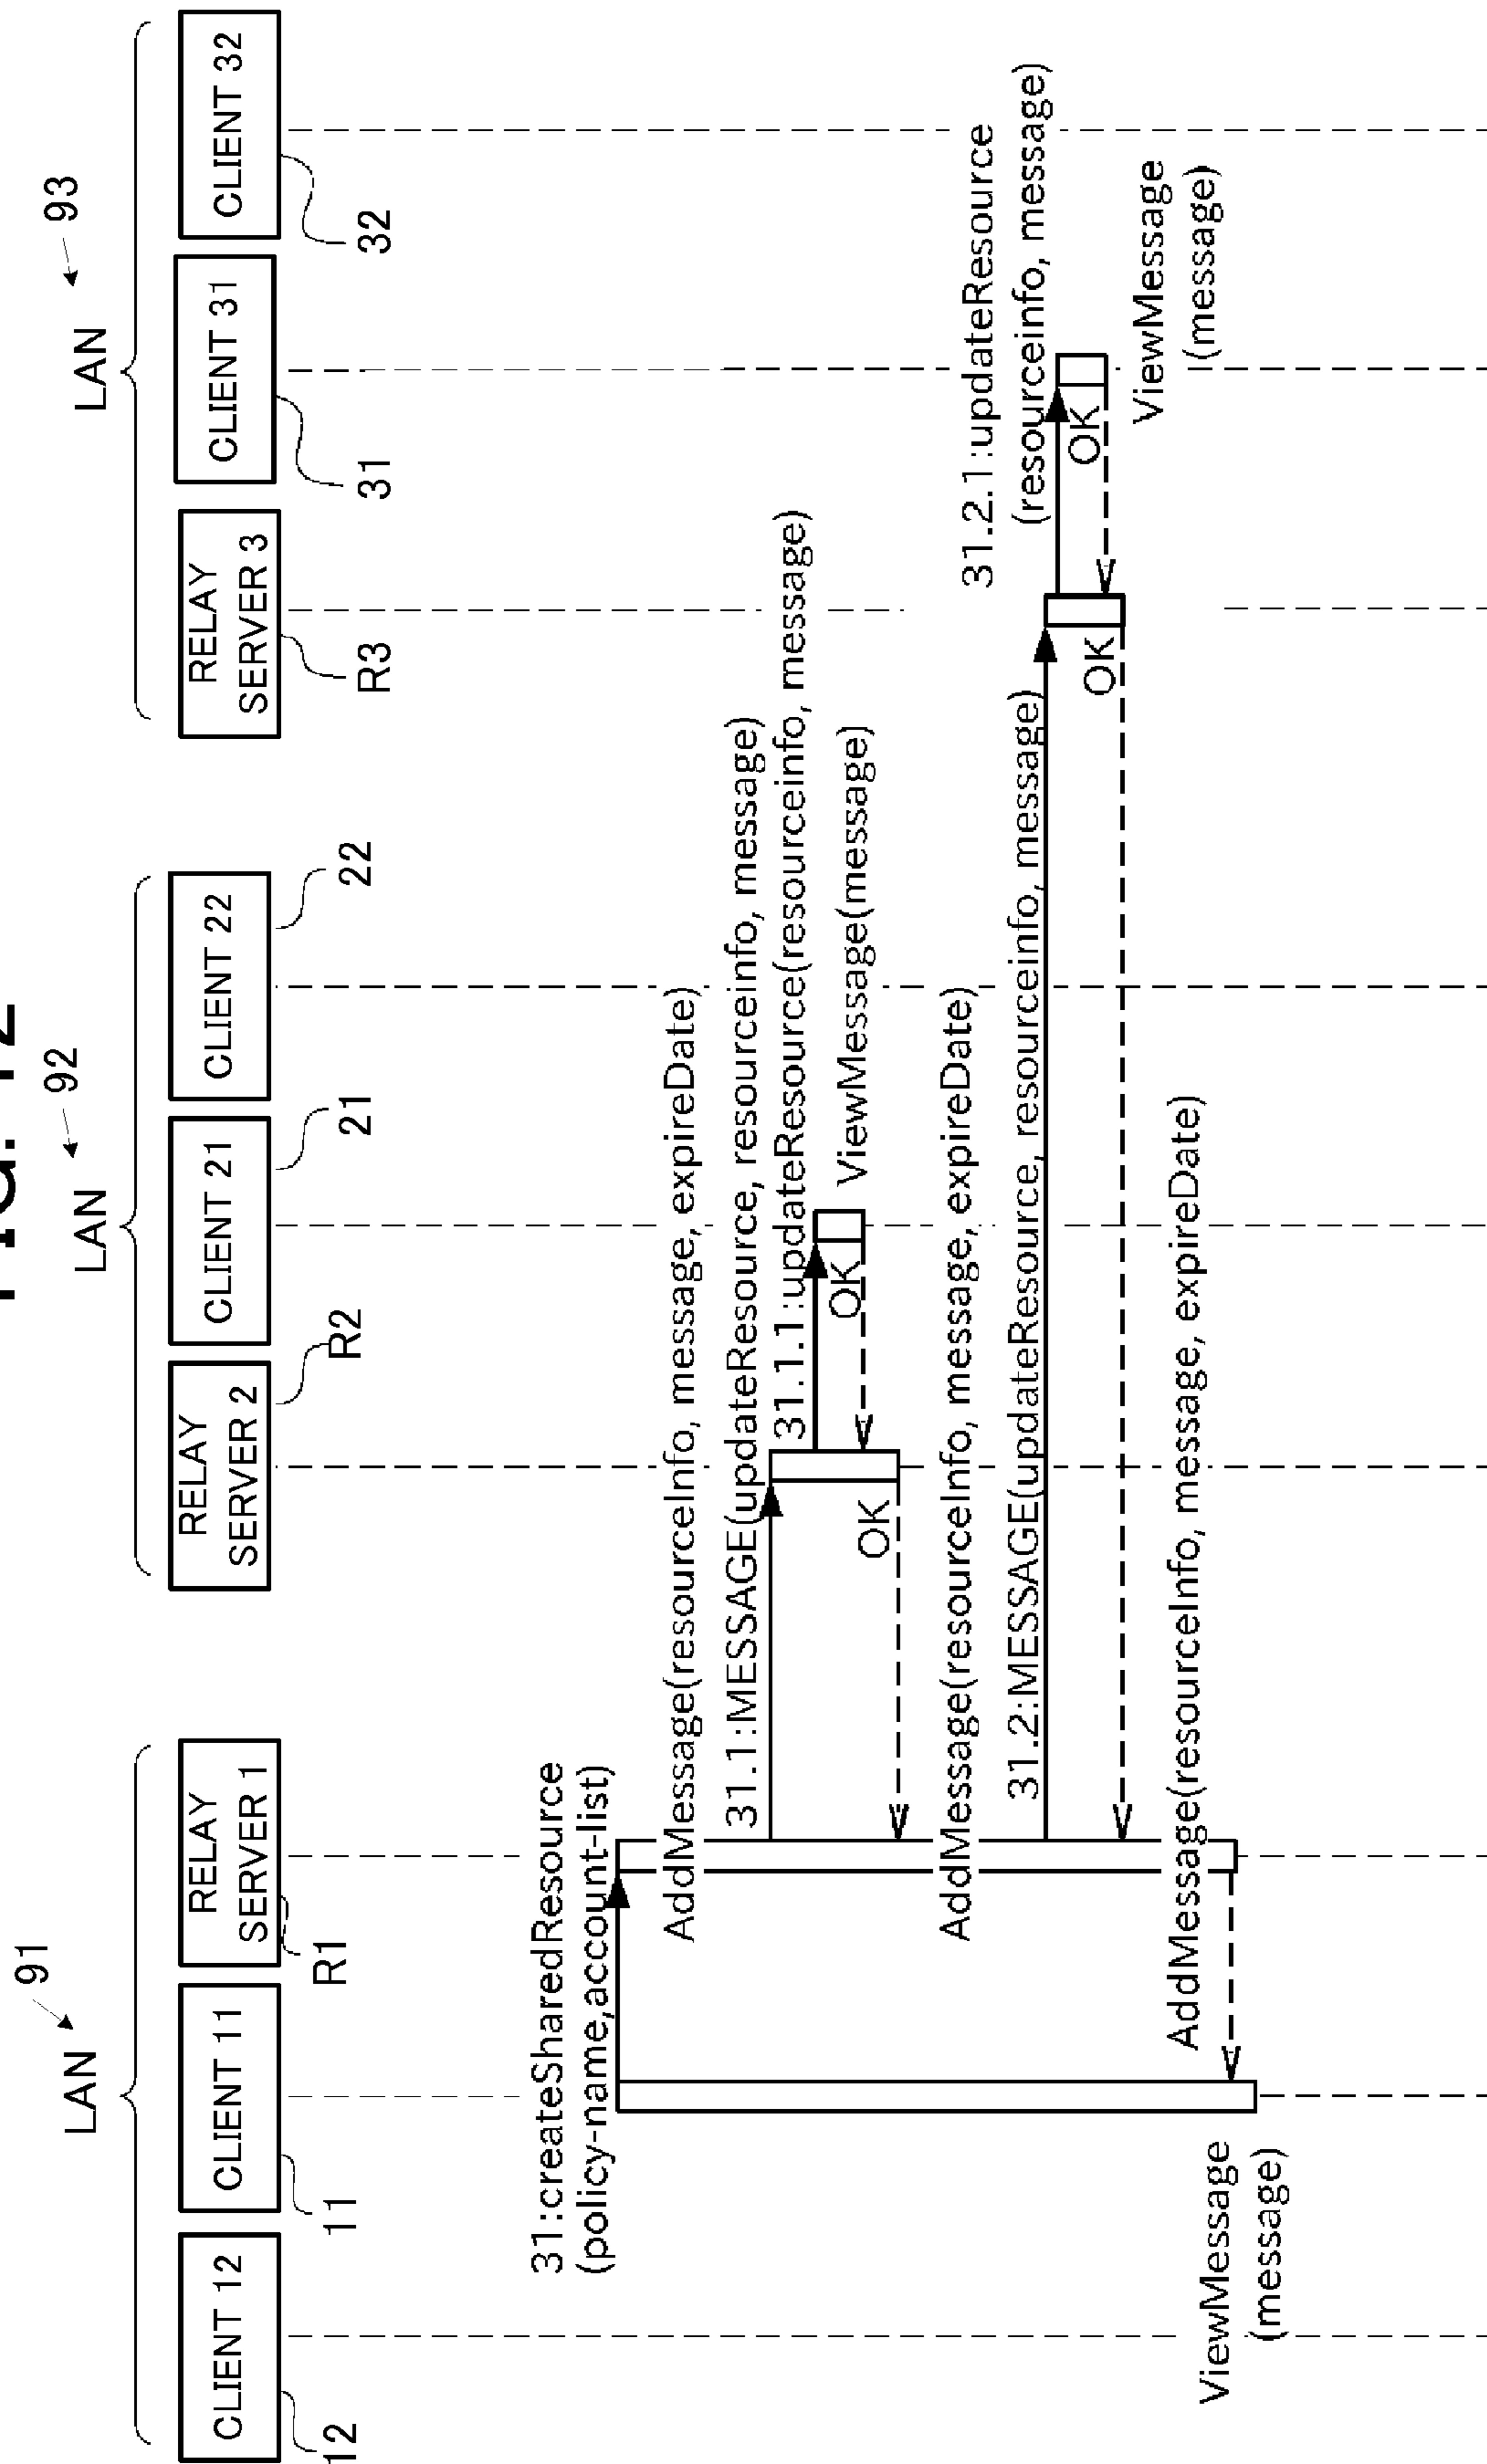 FIG. 12
LAN
91
LAN
92
LAN
93
CLIENT 12
CLIENT 11
RELAY
SERVER 1
RELAY
SERVER 2
CLIENT 21
CLIENT 22
RELAY
SERVER 3
CLIENT 31
CLIENT 32
12
11
R1
R2
21
22
R3
31
32
31:createSharedResource
(policy-name,account-list)
AddMessage(resourceInfo, message, expireDate)
31.1:MESSAGE(updateResource, resourceinfo, message)
31.1.1:updateResource(resourceinfo, message)
OK
ViewMessage(message)
OK
AddMessage(resourceInfo, message, expireDate)
31.2:MESSAGE(updateResource, resourceinfo, message)
31.2.1:updateResource
(resourceinfo, message)
OK
ViewMessage
(message)
OK
AddMessage(resourceInfo, message, expireDate)
ViewMessage
(message)